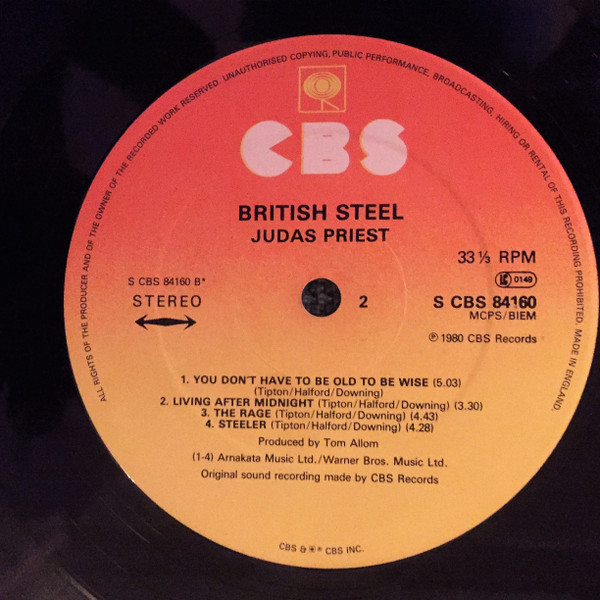 ALL RIGHTS OF THE PRODUCER AND OF THE OWNER OF THE RECORDED WORK RESERVED. UNAUTHORISED COPYING, PUBLIC PERFORMANCE, BROADCASTING, HIRING OR RENTAL OF THIS RECORDING PROHIBITED. MADE IN ENGLAND.
CBS
BRITISH STEEL
JUDAS PRIEST
33⅓ RPM
LC 0149
S CBS 84160 B*
STEREO
2
S CBS 84160
MCPS/BIEM
℗ 1980 CBS Records
1. YOU DON'T HAVE TO BE OLD TO BE WISE (5.03)
(Tipton/Halford/Downing)
2. LIVING AFTER MIDNIGHT (Tipton/Halford/Downing) (3.30)
3. THE RAGE (Tipton/Halford/Downing) (4.43)
4. STEELER (Tipton/Halford/Downing) (4.28)
Produced by Tom Allom
(1-4) Arnakata Music Ltd./Warner Bros. Music Ltd.
Original sound recording made by CBS Records
CBS & ® CBS INC.